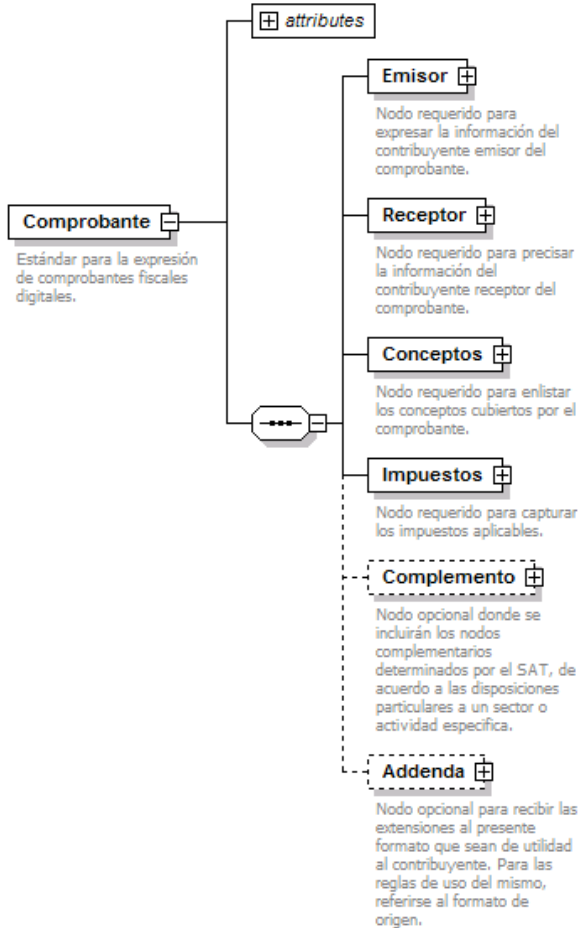 attributes
Emisor
Nodo requerido para
expresar la información del
contribuyente emisor del
comprobante.
Comprobante
Estándar para la expresión
de comprobantes fiscales
digitales.
Receptor
Nodo requerido para precisar
la información del
contribuyente receptor del
comprobante.
Conceptos
Nodo requerido para enlistar
los conceptos cubiertos por el
comprobante.
Impuestos
Nodo requerido para capturar
los impuestos aplicables.
Complemento
Nodo opcional donde se
incluirán los nodos
complementarios
determinados por el SAT, de
acuerdo a las disposiciones
particulares a un sector o
actividad especifica.
Addenda
Nodo opcional para recibir las
extensiones al presente
formato que sean de utilidad
al contribuyente. Para las
reglas de uso del mismo,
referirse al formato de
origen.